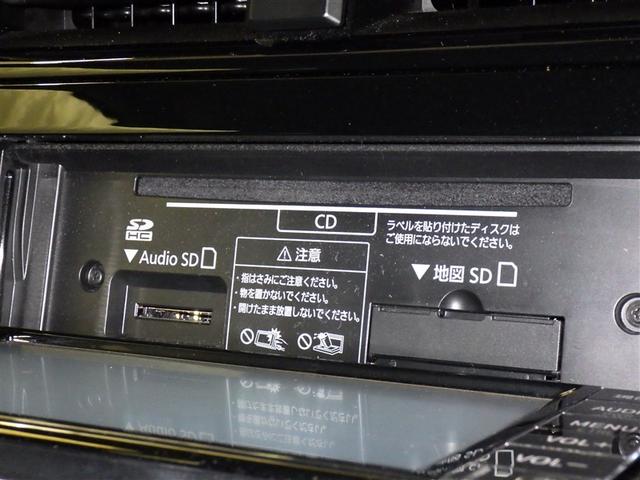 CD
ラベルを貼り付けたディスクは
ご使用にならないでください。
SD
HC
▼Audio SD
⚠注意
・指はさみにご注意ください。
・物を置かないでください。
・開けたまま放置しないでください。
▼地図 SD
AUDIO
MENU
VOL+
VOL−